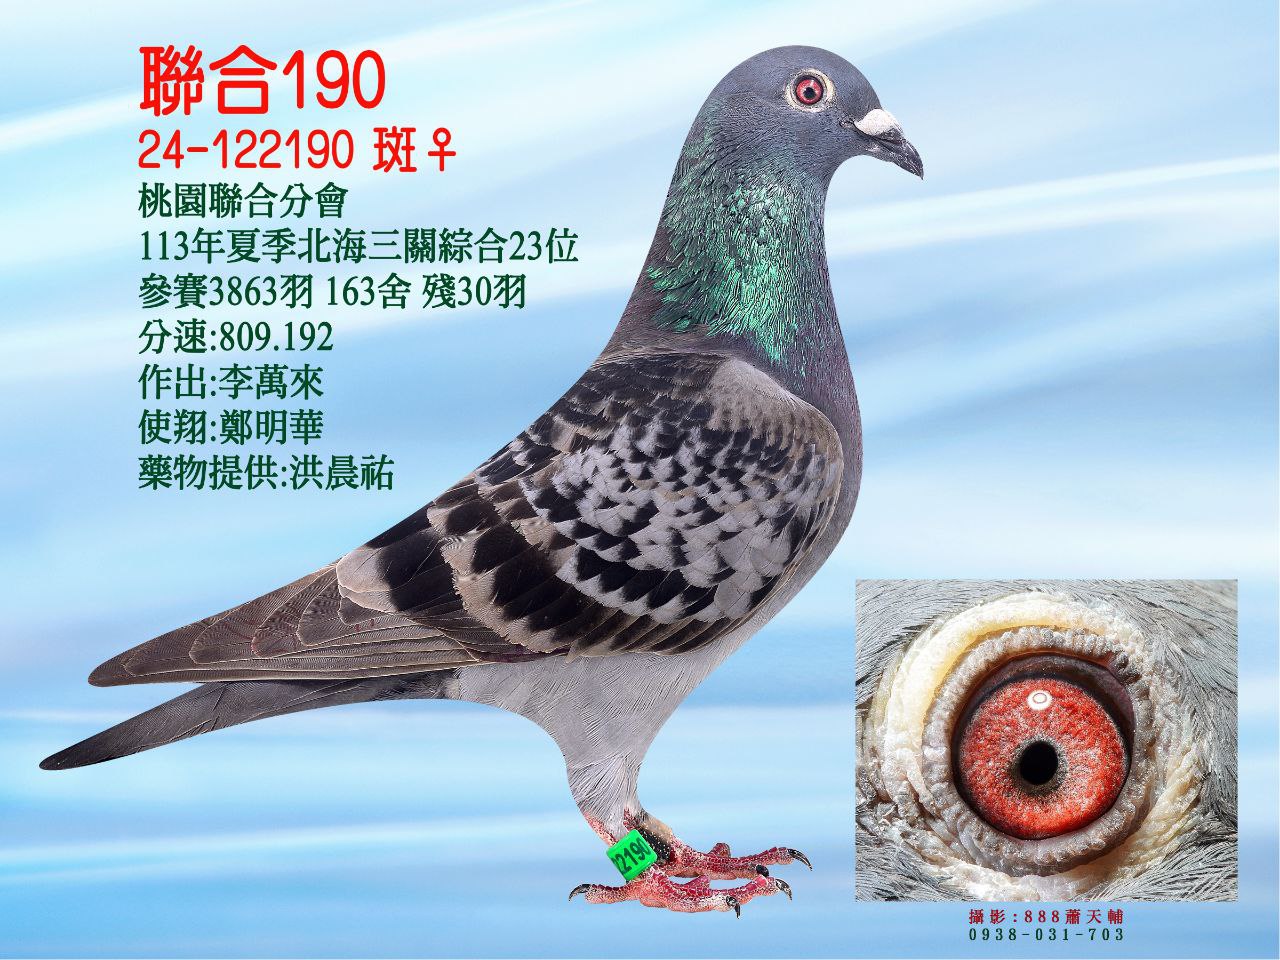 聯合190
24-122190 斑♀
桃園聯合分會
113年夏季北海三關綜合23位
參賽3863羽 163舍 殘30羽
分速:809.192
作出:李萬來
使翔:鄭明華
藥物提供:洪晨祐
22190
攝影:888蕭天輔
0938-031-703